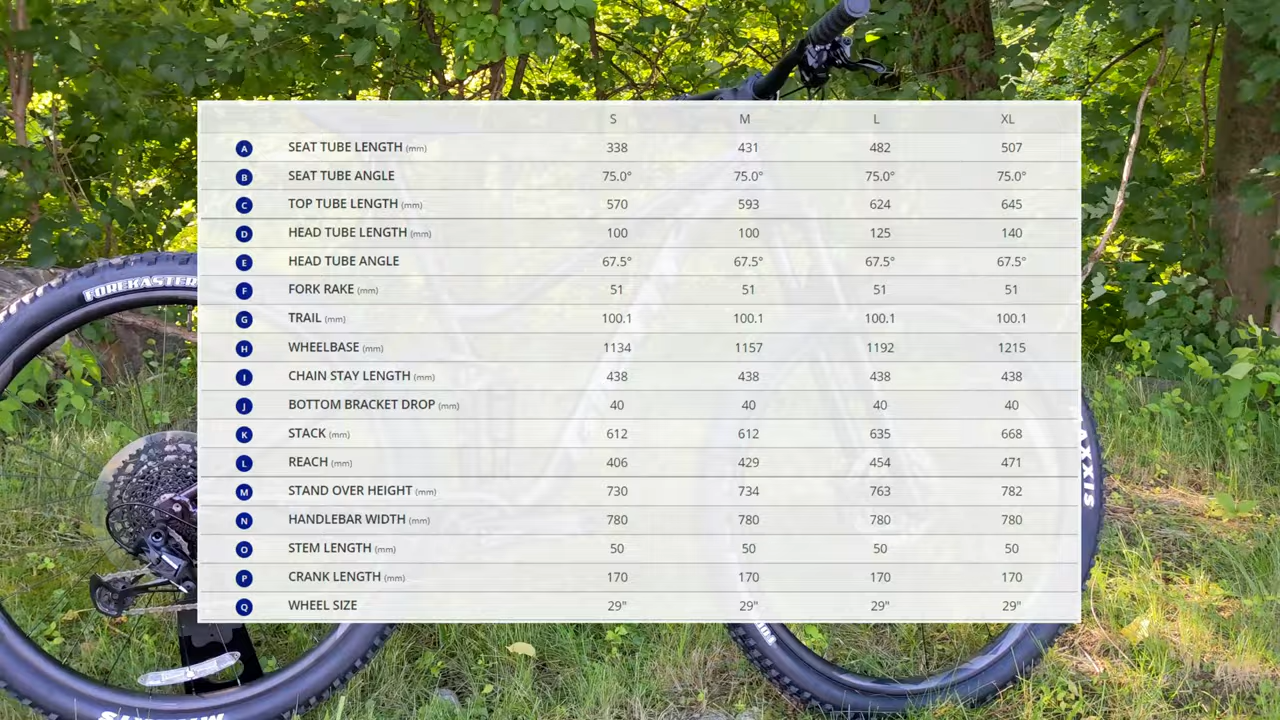 S M L XL
A SEAT TUBE LENGTH (mm) 338 431 482 507
B SEAT TUBE ANGLE 75.0° 75.0° 75.0° 75.0°
C TOP TUBE LENGTH (mm) 570 593 624 645
D HEAD TUBE LENGTH (mm) 100 100 125 140
E HEAD TUBE ANGLE 67.5° 67.5° 67.5° 67.5°
F FORK RAKE (mm) 51 51 51 51
G TRAIL (mm) 100.1 100.1 100.1 100.1
H WHEELBASE (mm) 1134 1157 1192 1215
I CHAIN STAY LENGTH (mm) 438 438 438 438
J BOTTOM BRACKET DROP (mm) 40 40 40 40
K STACK (mm) 612 612 635 668
L REACH (mm) 406 429 454 471
M STAND OVER HEIGHT (mm) 730 734 763 782
N HANDLEBAR WIDTH (mm) 780 780 780 780
O STEM LENGTH (mm) 50 50 50 50
P CRANK LENGTH (mm) 170 170 170 170
Q WHEEL SIZE 29" 29" 29" 29"
FOREKASTER